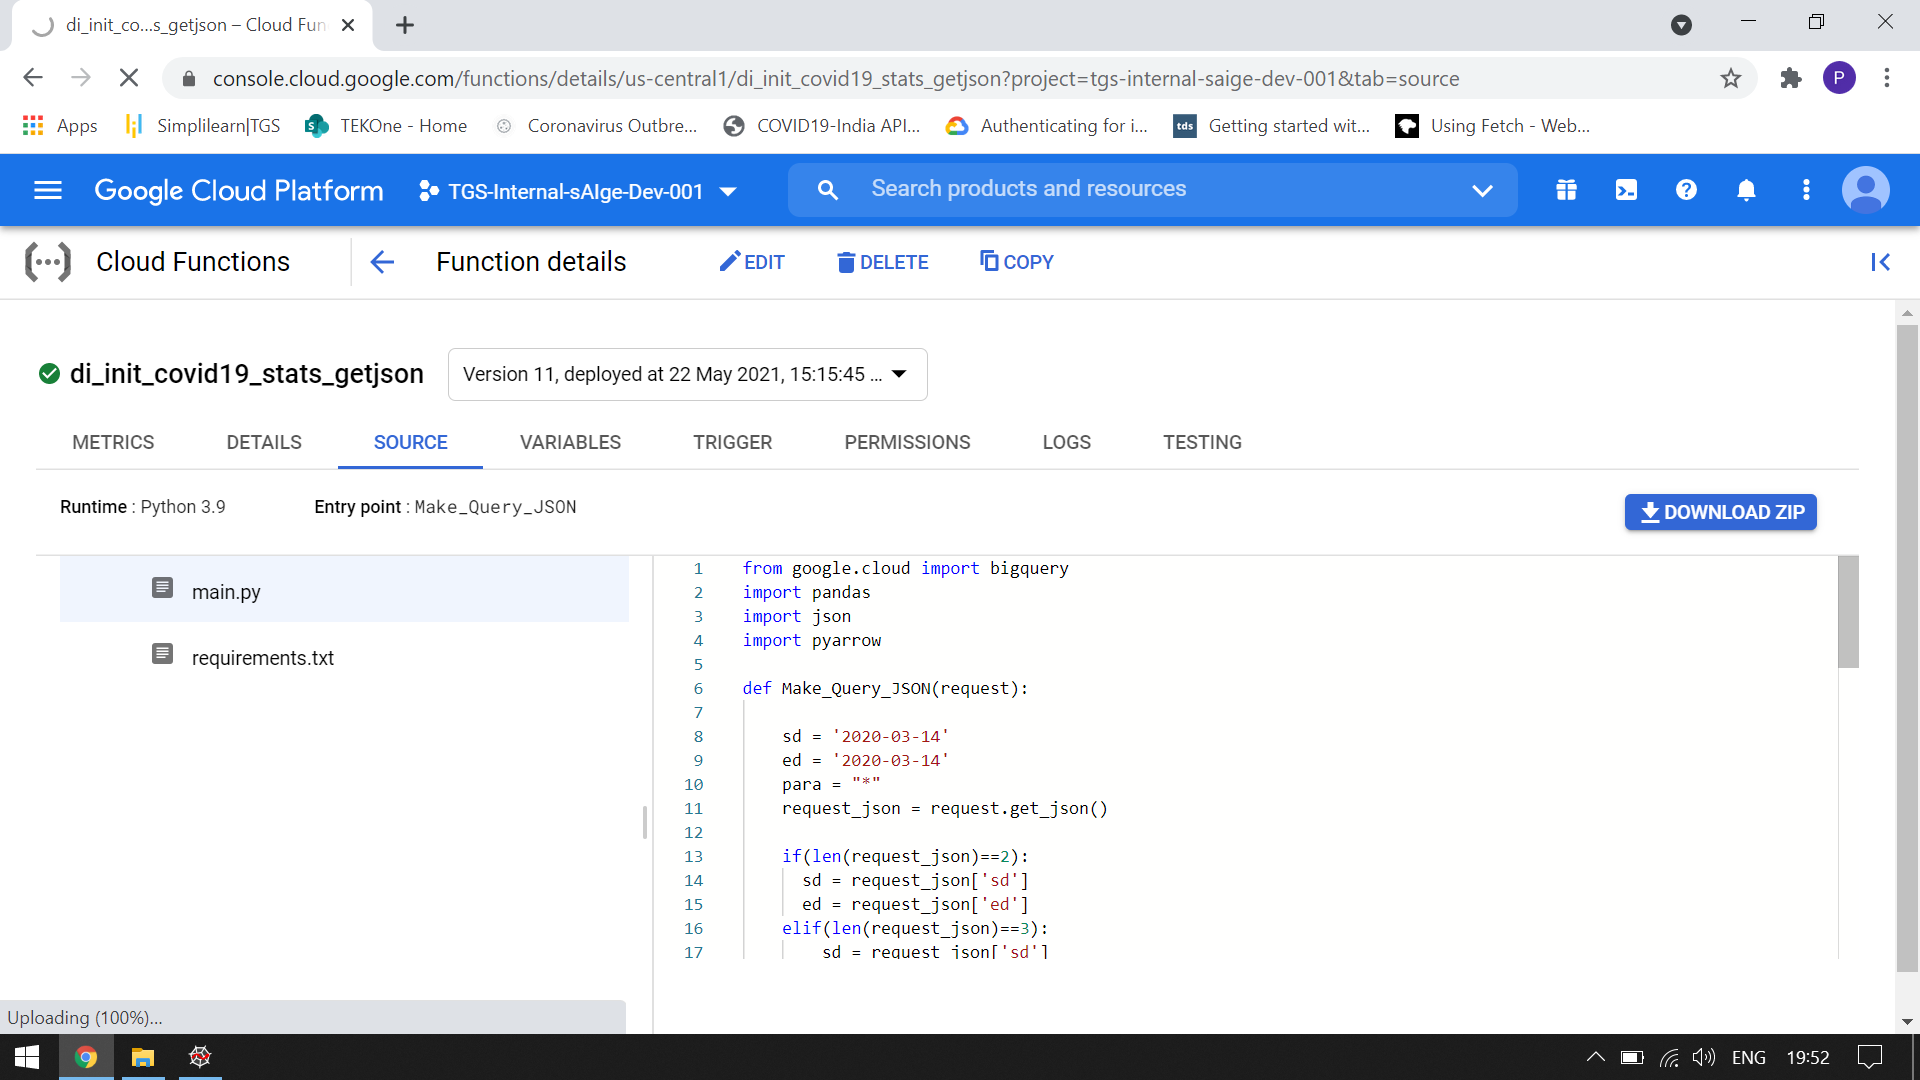 di_init_co...s_getjson – Cloud Fun
console.cloud.google.com/functions/details/us-central1/di_init_covid19_stats_getjson?project=tgs-internal-saige-dev-001&tab=source
P
Apps Simplilearn|TGS TEKOne - Home Coronavirus Outbre... COVID19-India API... Authenticating for i... tds Getting started wit... Using Fetch - Web...
Google Cloud Platform TGS-Internal-sAIge-Dev-001 Search products and resources
Cloud Functions Function details EDIT DELETE COPY
di_init_covid19_stats_getjson Version 11, deployed at 22 May 2021, 15:15:45 ...
METRICS DETAILS SOURCE VARIABLES TRIGGER PERMISSIONS LOGS TESTING
Runtime : Python 3.9 Entry point : Make_Query_JSON DOWNLOAD ZIP
main.py
requirements.txt
1 from google.cloud import bigquery
2 import pandas
3 import json
4 import pyarrow
5
6 def Make_Query_JSON(request):
7
8 sd = '2020-03-14'
9 ed = '2020-03-14'
10 para = "*"
11 request_json = request.get_json()
12
13 if(len(request_json)==2):
14 sd = request_json['sd']
15 ed = request_json['ed']
16 elif(len(request_json)==3):
17 sd = request_json['sd']
Uploading (100%)...
ENG 19:52